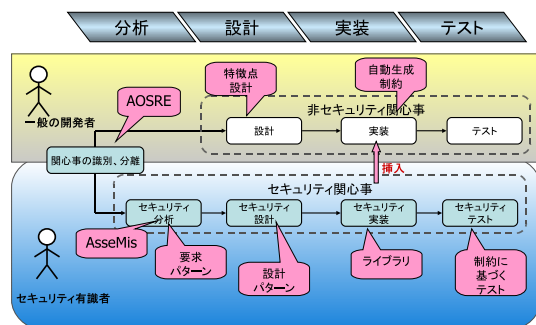 分析
設計
実装
テスト
一般の開発者
AOSRE
特徴点
設計
自動生成
制約
非セキュリティ関心事
設計
実装
テスト
関心事の識別、分離
挿入
セキュリティ関心事
セキュリティ
分析
セキュリティ
設計
セキュリティ
実装
セキュリティ
テスト
AsseMis
要求
パターン
設計
パターン
ライブラリ
制約に
基づく
テスト
セキュリティ有識者